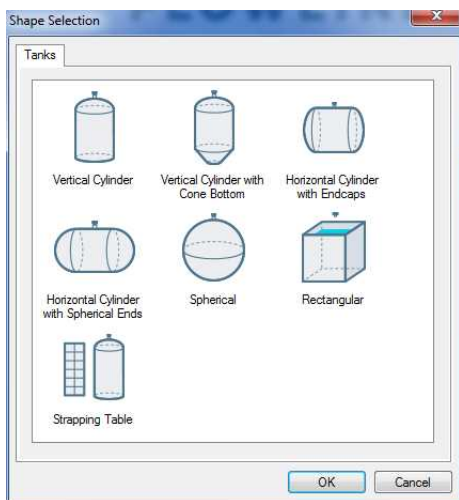 Shape Selection
Tanks
Vertical Cylinder
Vertical Cylinder with
Cone Bottom
Horizontal Cylinder
with Endcaps
Horizontal Cylinder
with Spherical Ends
Spherical
Rectangular
Strapping Table
OK
Cancel